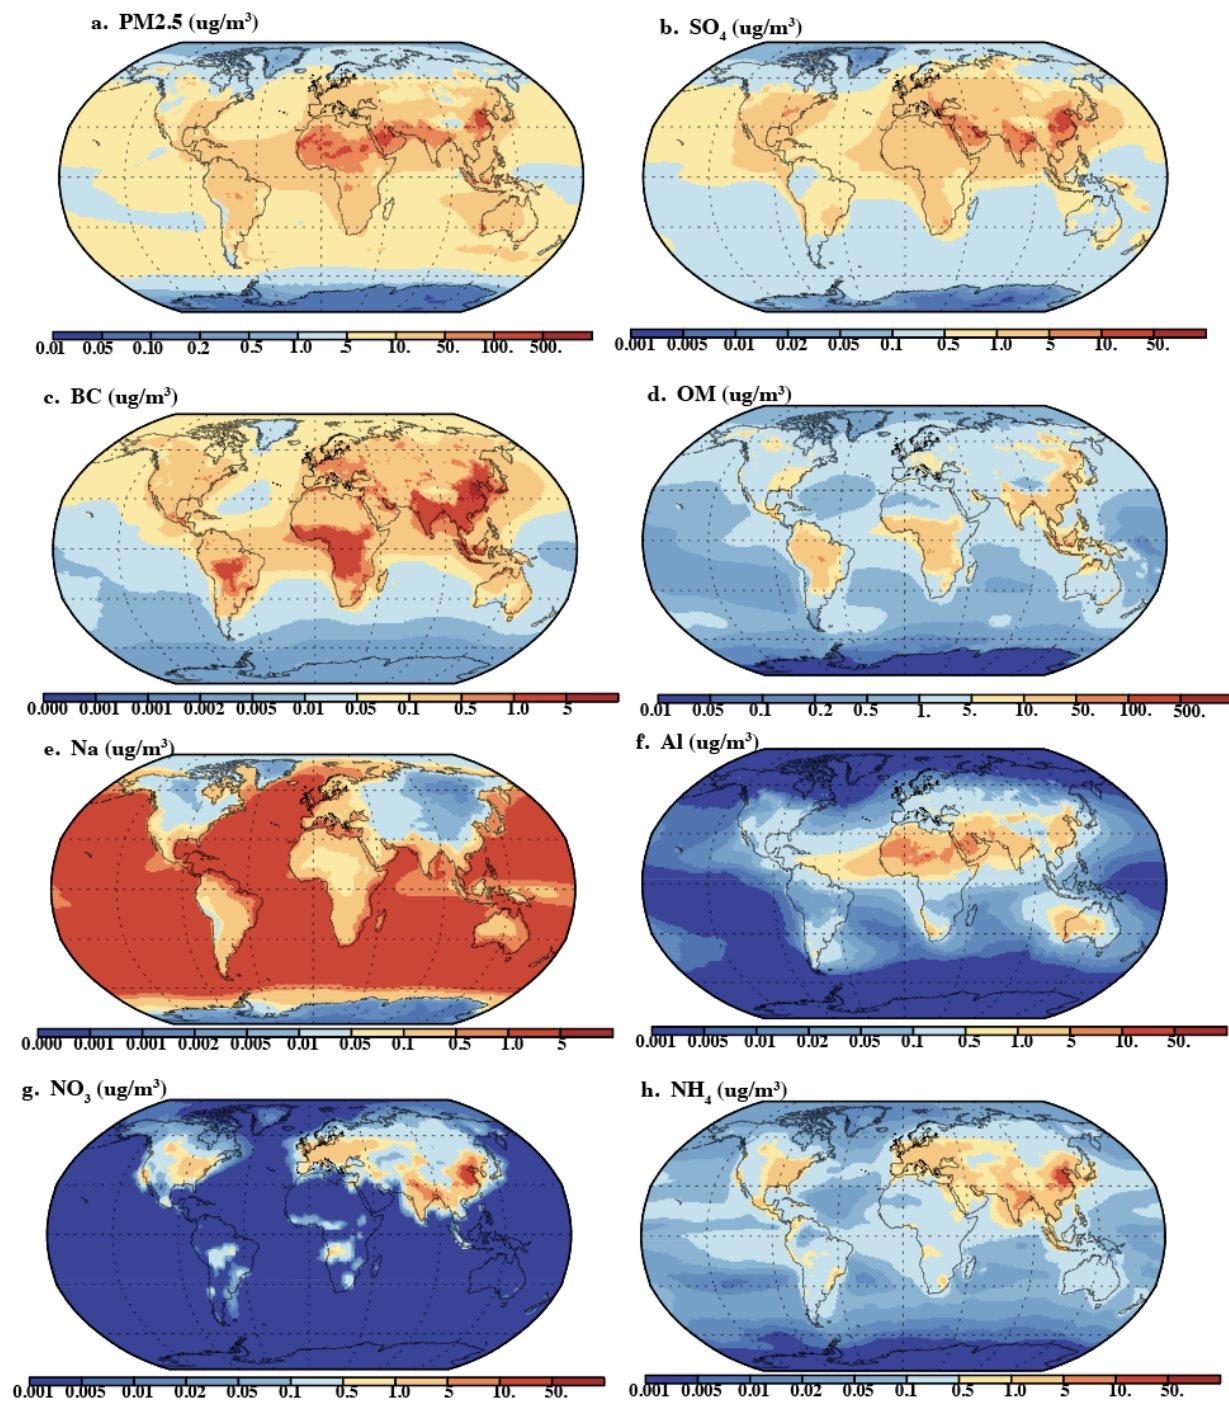 a. PM2.5 (ug/m³)
b. SO₄ (ug/m³)
0.01 0.05 0.10 0.2 0.5 1.0 5 10. 50. 100. 500.
0.001 0.005 0.01 0.02 0.05 0.1 0.5 1.0 5 10. 50.
c. BC (ug/m³)
d. OM (ug/m³)
0.000 0.001 0.001 0.002 0.005 0.01 0.05 0.1 0.5 1.0 5
0.01 0.05 0.1 0.2 0.5 1. 5. 10. 50. 100. 500.
e. Na (ug/m³)
f. Al (ug/m³)
0.000 0.001 0.001 0.002 0.005 0.01 0.05 0.1 0.5 1.0 5
0.001 0.005 0.01 0.02 0.05 0.1 0.5 1.0 5 10. 50.
g. NO₃ (ug/m³)
h. NH₄ (ug/m³)
0.001 0.005 0.01 0.02 0.05 0.1 0.5 1.0 5 10. 50.
0.001 0.005 0.01 0.02 0.05 0.1 0.5 1.0 5 10. 50.